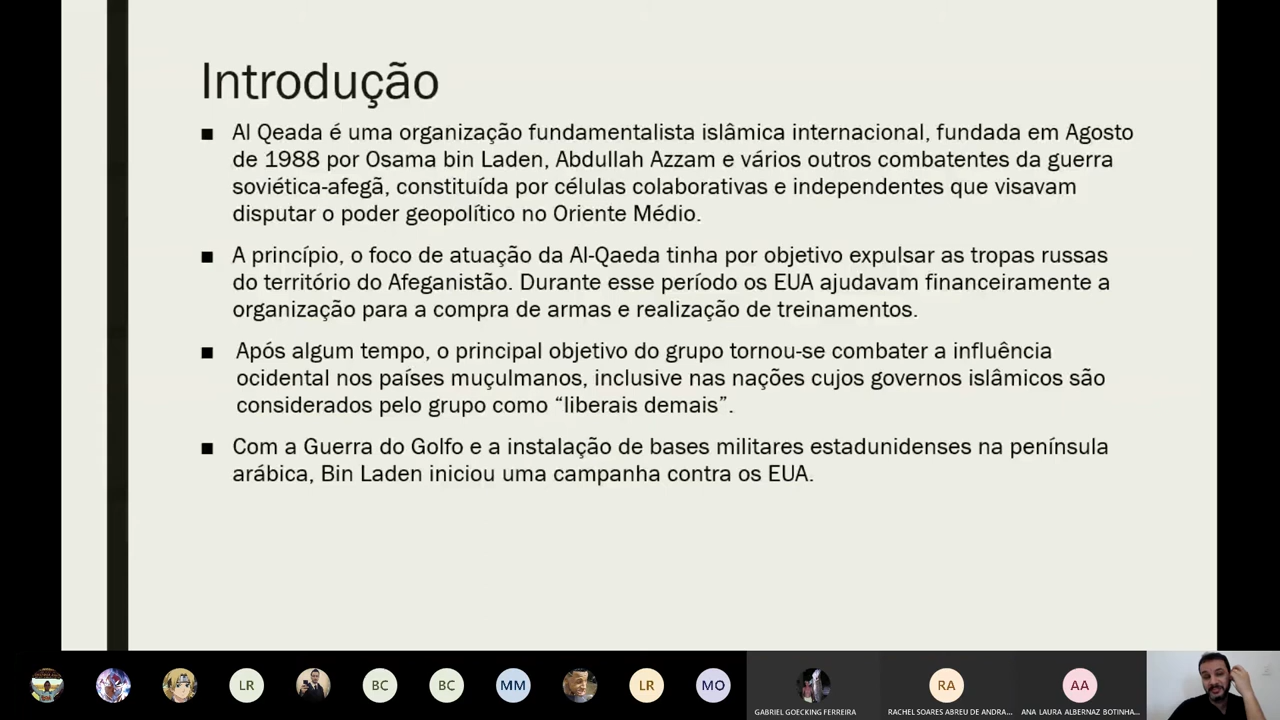 Introdução
Al Qeada é uma organização fundamentalista islâmica internacional, fundada em Agosto
de 1988 por Osama bin Laden, Abdullah Azzam e vários outros combatentes da guerra
soviética-afegã, constituída por células colaborativas e independentes que visavam
disputar o poder geopolítico no Oriente Médio.
A princípio, o foco de atuação da Al-Qaeda tinha por objetivo expulsar as tropas russas
do território do Afeganistão. Durante esse período os EUA ajudavam financeiramente a
organização para a compra de armas e realização de treinamentos.
Após algum tempo, o principal objetivo do grupo tornou-se combater a influência
ocidental nos países muçulmanos, inclusive nas nações cujos governos islâmicos são
considerados pelo grupo como “liberais demais”.
Com a Guerra do Golfo e a instalação de bases militares estadunidenses na península
arábica, Bin Laden iniciou uma campanha contra os EUA.
LR
BC
BC
MM
LR
MO
RA
AA
GABRIEL GOECKING FERREIRA
RACHEL SOARES ABREU DE ANDRA...
ANA LAURA ALBERNAZ BOTINHA...